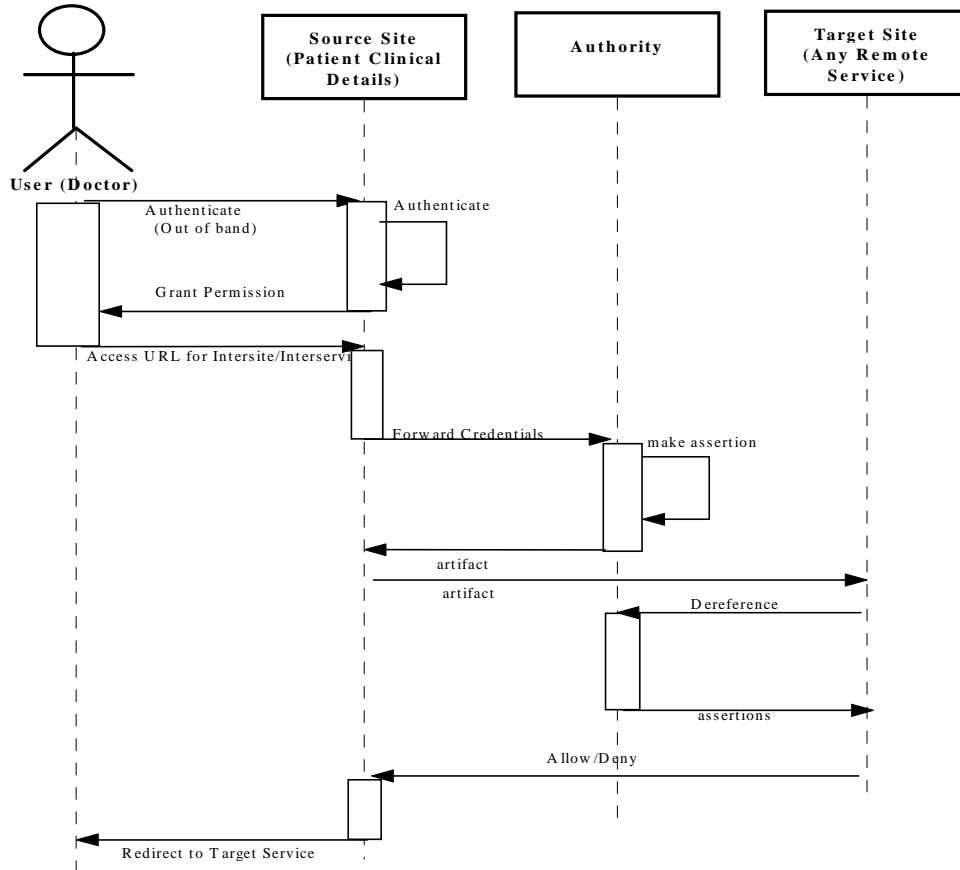 Source Site
(Patient Clinical
Details)
Authority
Target Site
(Any Remote
Service)
User (Doctor)
Authenticate
(Out of band)
Authenticate
Grant Permission
Access URL for Intersite/Interservi
Forward Credentials
make assertion
artifact
artifact
Dereference
assertions
Allow/Deny
Redirect to Target Service